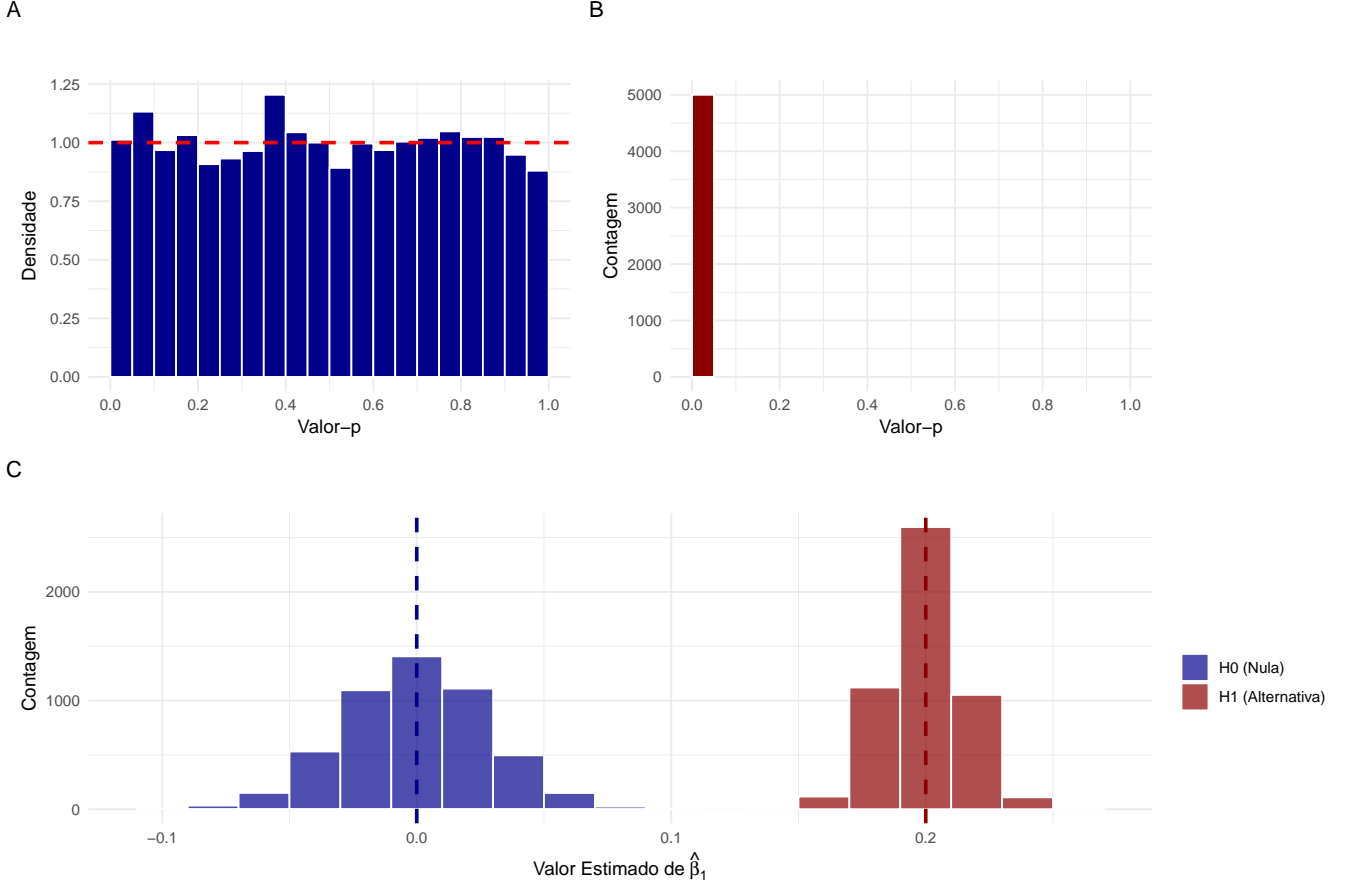 A
B
1.25
1.00
0.75
0.50
0.25
0.00
Densidade
0.0 0.2 0.4 0.6 0.8 1.0
Valor−p
5000
4000
3000
2000
1000
0
Contagem
0.0 0.2 0.4 0.6 0.8 1.0
Valor−p
C
2000
1000
0
Contagem
−0.1 0.0 0.1 0.2
Valor Estimado de β̂₁
H0 (Nula)
H1 (Alternativa)